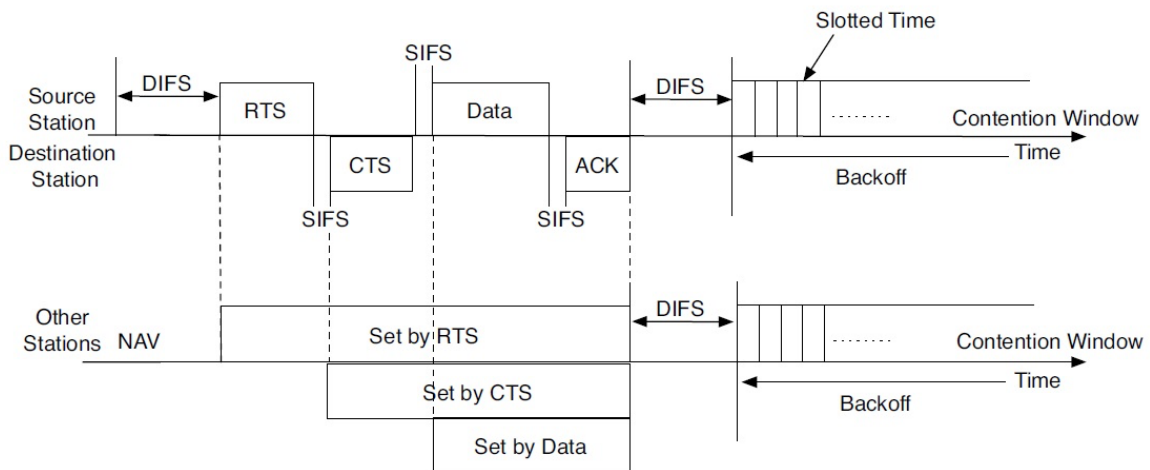 Slotted Time
SIFS
DIFS
DIFS
Source
Station
RTS
Data
........
Contention Window
Destination
Station
CTS
ACK
Time
Backoff
SIFS
SIFS
DIFS
Other
Stations
NAV
Set by RTS
........
Contention Window
Set by CTS
Time
Backoff
Set by Data